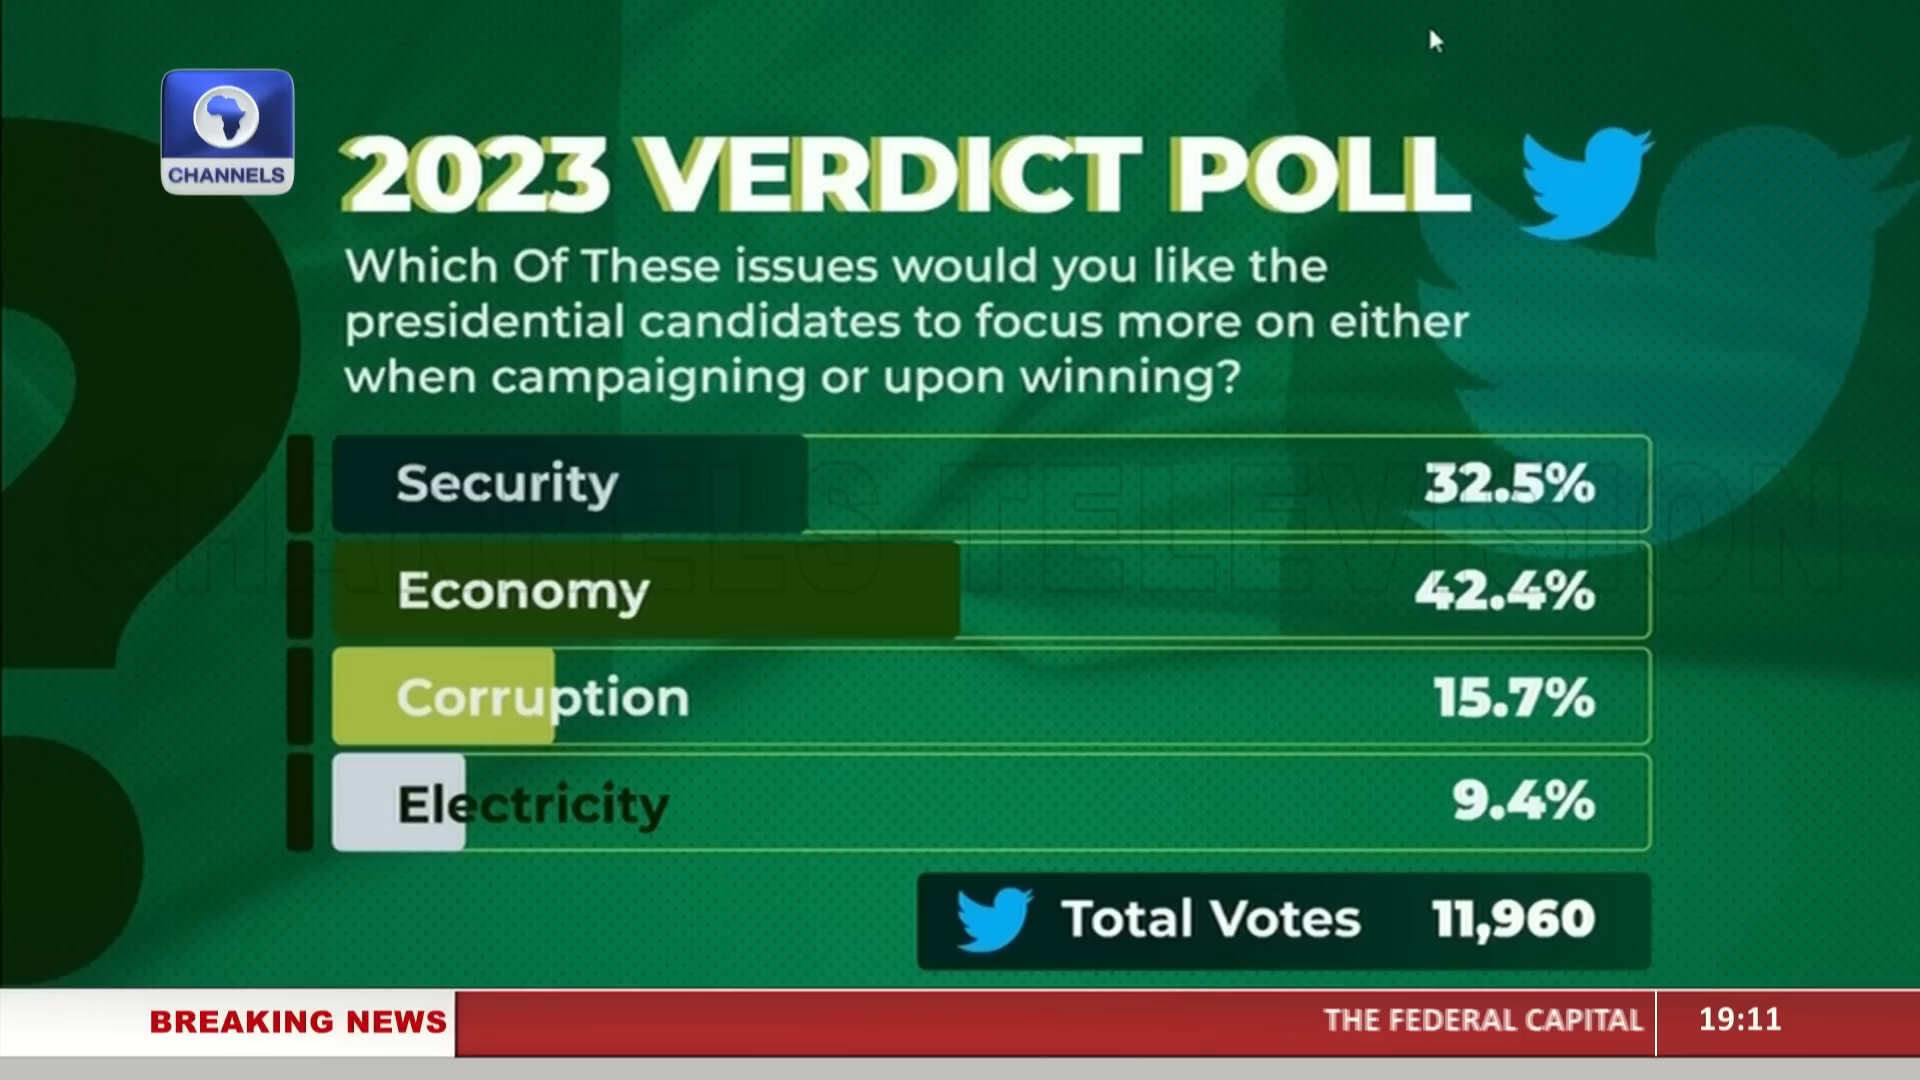 CHANNELS
2023 VERDICT POLL
Which Of These issues would you like the
presidential candidates to focus more on either
when campaigning or upon winning?
CHANNELS TELEVISION
Security 32.5%
Economy 42.4%
Corruption 15.7%
Electricity 9.4%
Total Votes 11,960
BREAKING NEWS THE FEDERAL CAPITAL 19:11